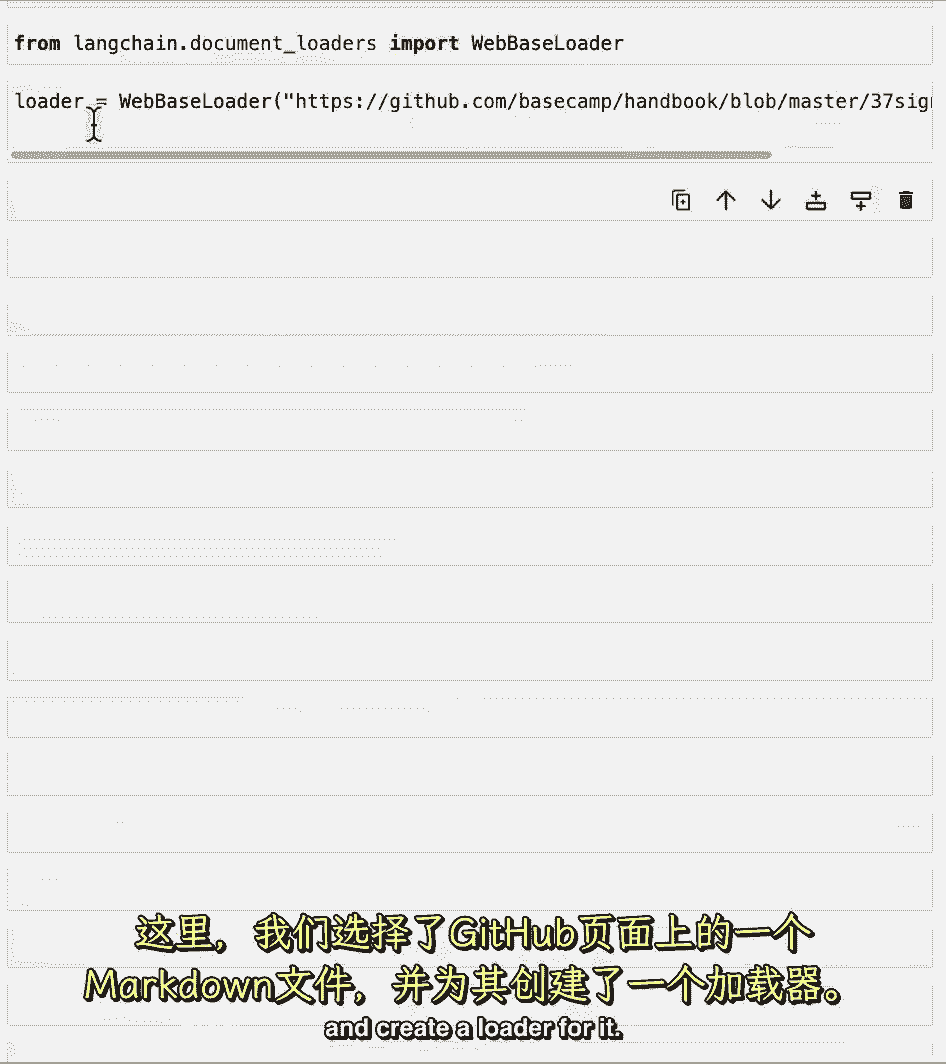 from langchain.document_loaders import WebBaseLoader
loader = WebBaseLoader("https://github.com/basecamp/handbook/blob/master/37sig
这里，我们选择了GitHub页面上的一个
Markdown文件，并为其创建了一个加载器。
and create a loader for it.